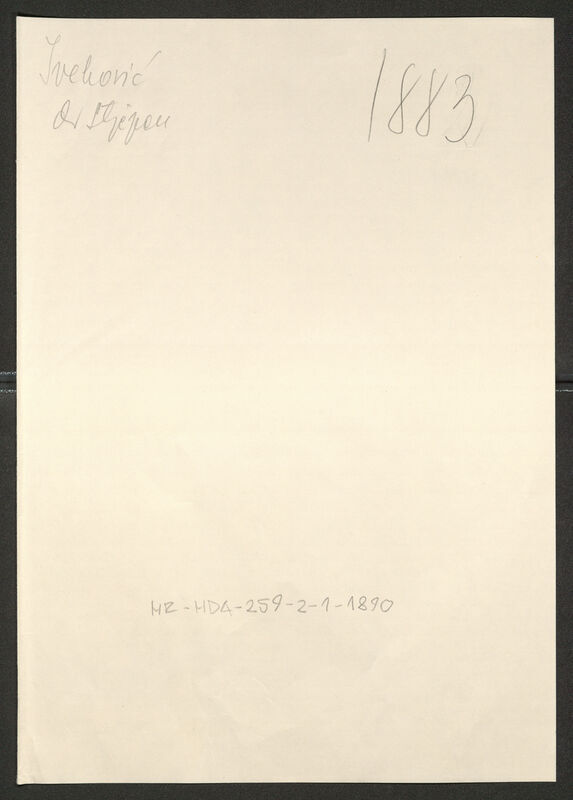 Iveković
dr Stjepan
1883
HR-HDA-259-2-1-1890